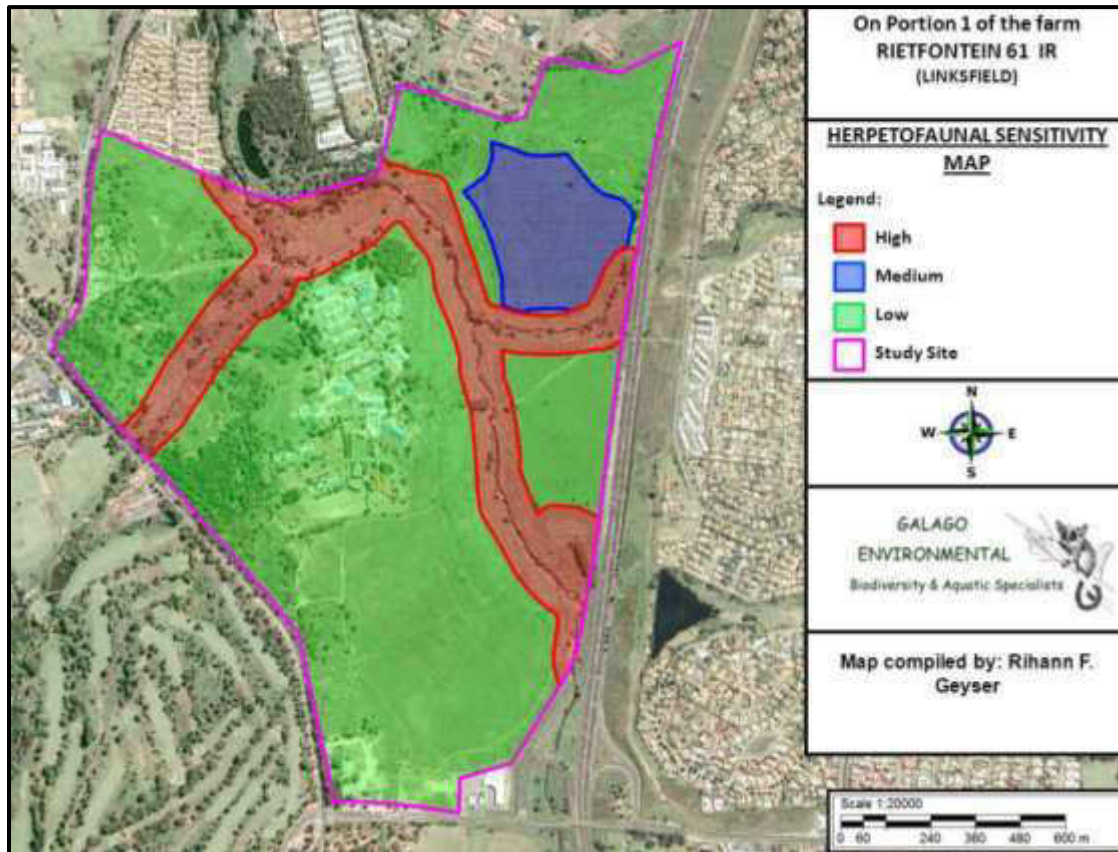 On Portion 1 of the farm
RIETFONTEIN 61 IR
(LINKSFIELD)
HERPETOFAUNAL SENSITIVITY
MAP
Legend:
High
Medium
Low
Study Site
N
W E
S
GALAGO
ENVIRONMENTAL
Biodiversity & Aquatic Specialists
Map compiled by: Rihann F.
Geyser
Scale 1:20000
0 60 240 360 480 600 m